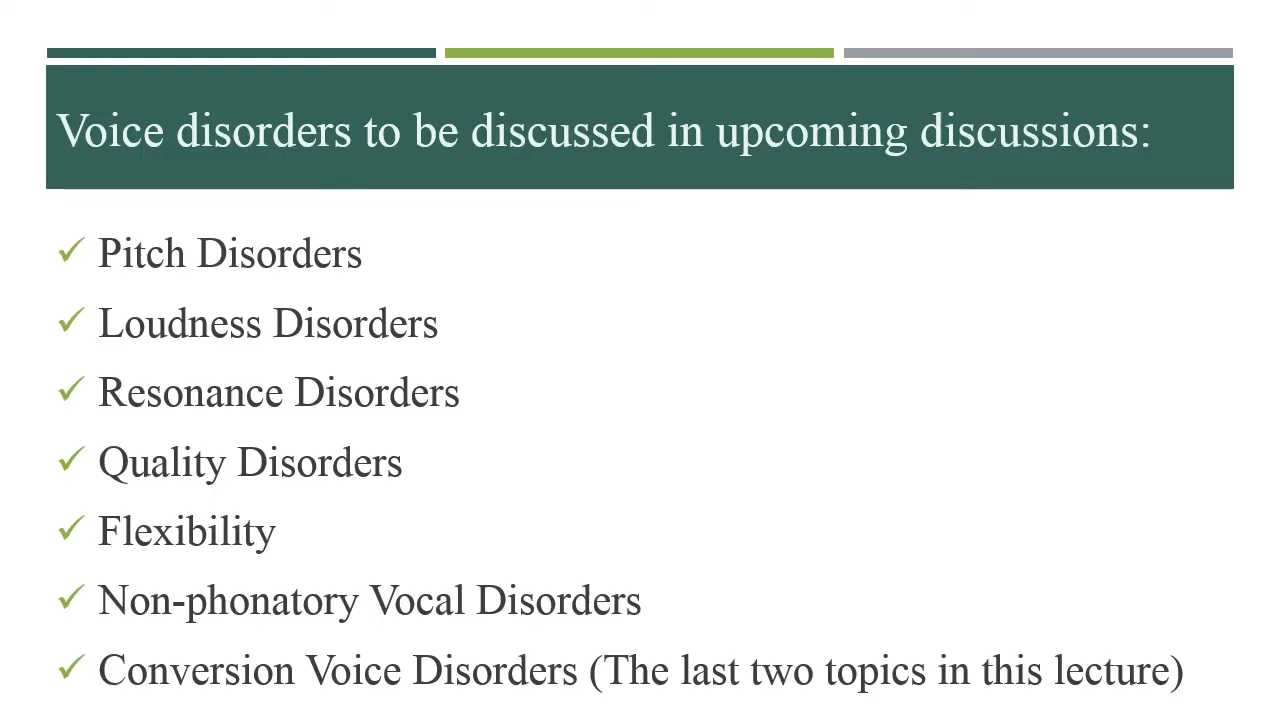 Voice disorders to be discussed in upcoming discussions:
✓ Pitch Disorders
✓ Loudness Disorders
✓ Resonance Disorders
✓ Quality Disorders
✓ Flexibility
✓ Non-phonatory Vocal Disorders
✓ Conversion Voice Disorders (The last two topics in this lecture)